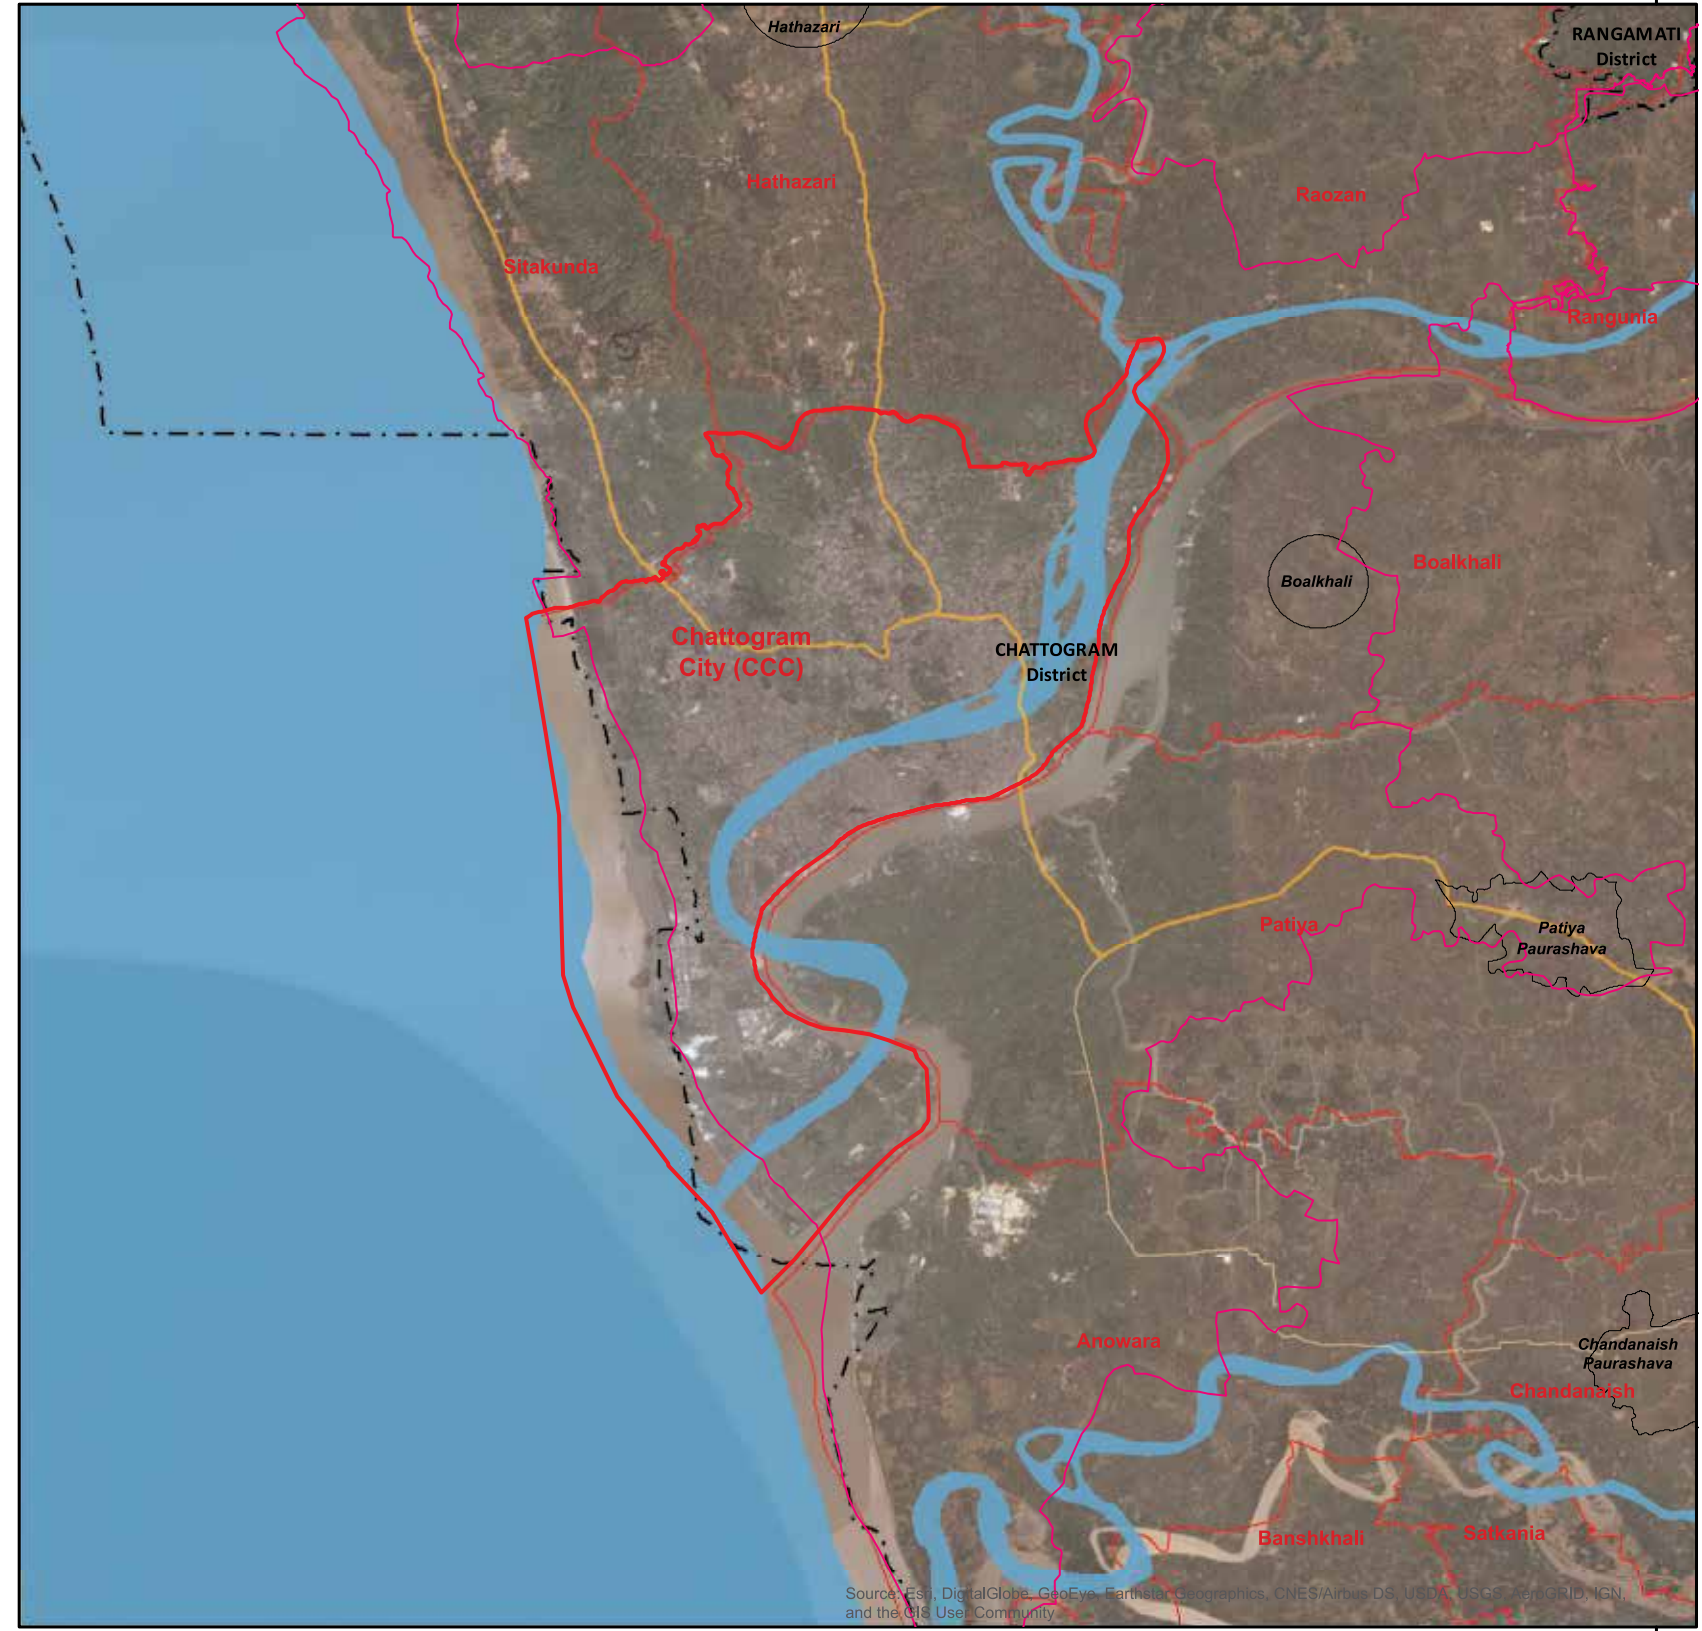 Hathazari
RANGAMATI
District
Hathazari
Raozan
Sitakunda
Rangunia
Boalkhali
Boalkhali
Chattogram
City (CCC)
CHATTOGRAM
District
Patiya
Patiya
Paurashava
Anowara
Chandanaish
Paurashava
Chandanaish
Banshkhali
Satkania
Source: Esri, DigitalGlobe, GeoEye, Earthstar Geographics, CNES/Airbus DS, USDA, USGS, AeroGRID, IGN,
and the GIS User Community